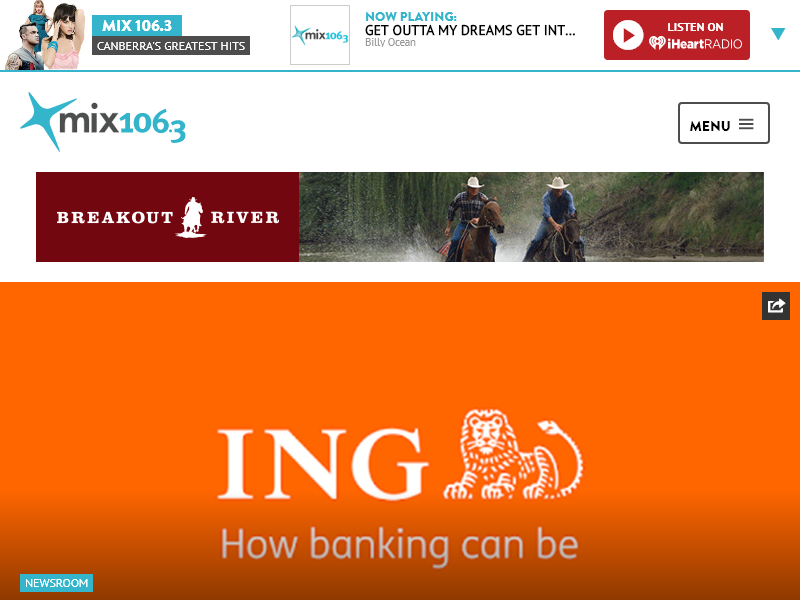 MIX 106.3
CANBERRA'S GREATEST HITS
mix106.3
NOW PLAYING:
GET OUTTA MY DREAMS GET INT...
Billy Ocean
LISTEN ON
iHeartRADIO
mix106.3
MENU
BREAKOUT RIVER
ING
How banking can be
NEWSROOM